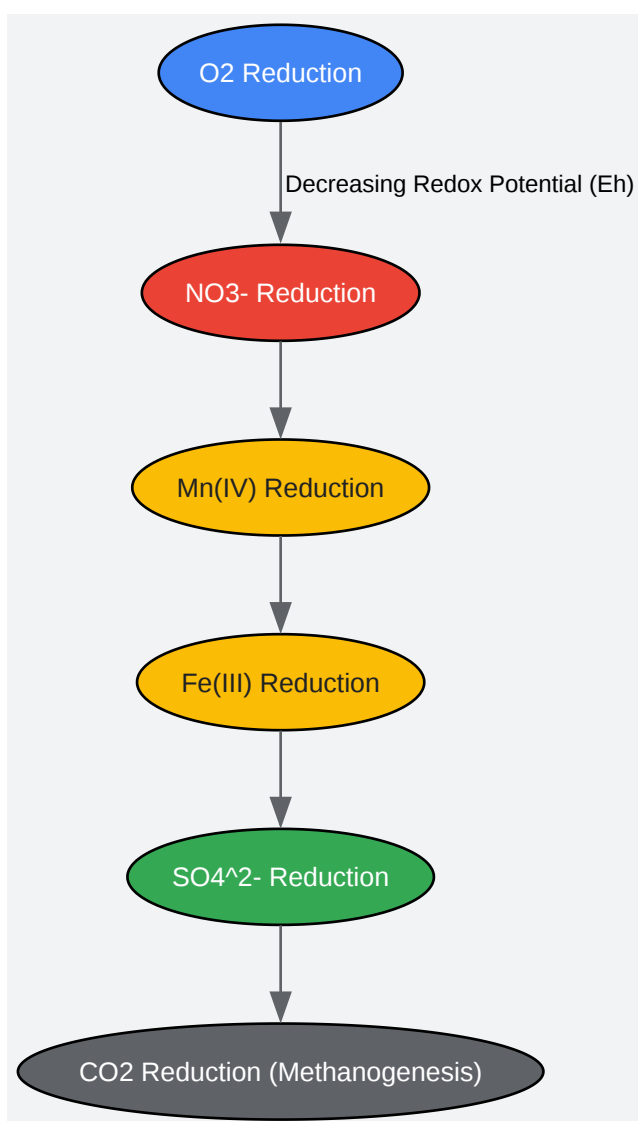 O2 Reduction
Decreasing Redox Potential (Eh)
NO3- Reduction
Mn(IV) Reduction
Fe(III) Reduction
SO4^2- Reduction
CO2 Reduction (Methanogenesis)